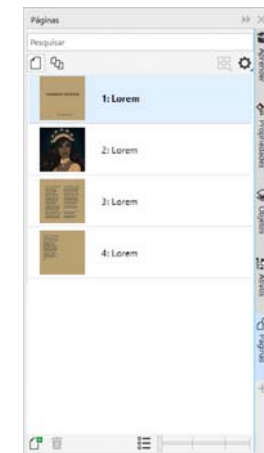 Páginas
Pesquisar
1: Lorem
2: Lorem
3: Lorem
4: Lorem
Aprender
Propriedades
Objetos
Ativos
Páginas